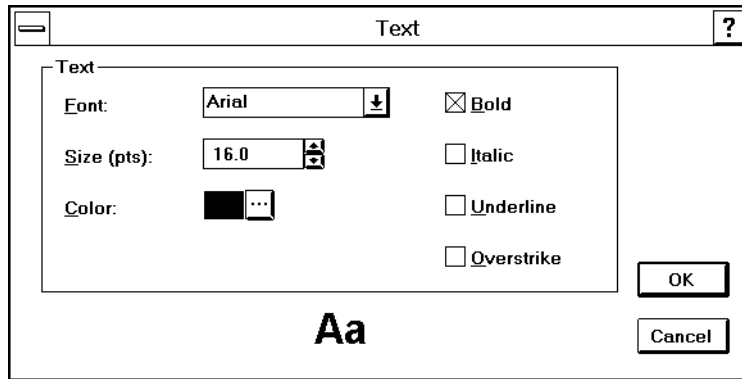 Text
?
Text
Font:
Arial
Bold
Size (pts):
16.0
Italic
Color:
...
Underline
Overstrike
OK
Aa
Cancel